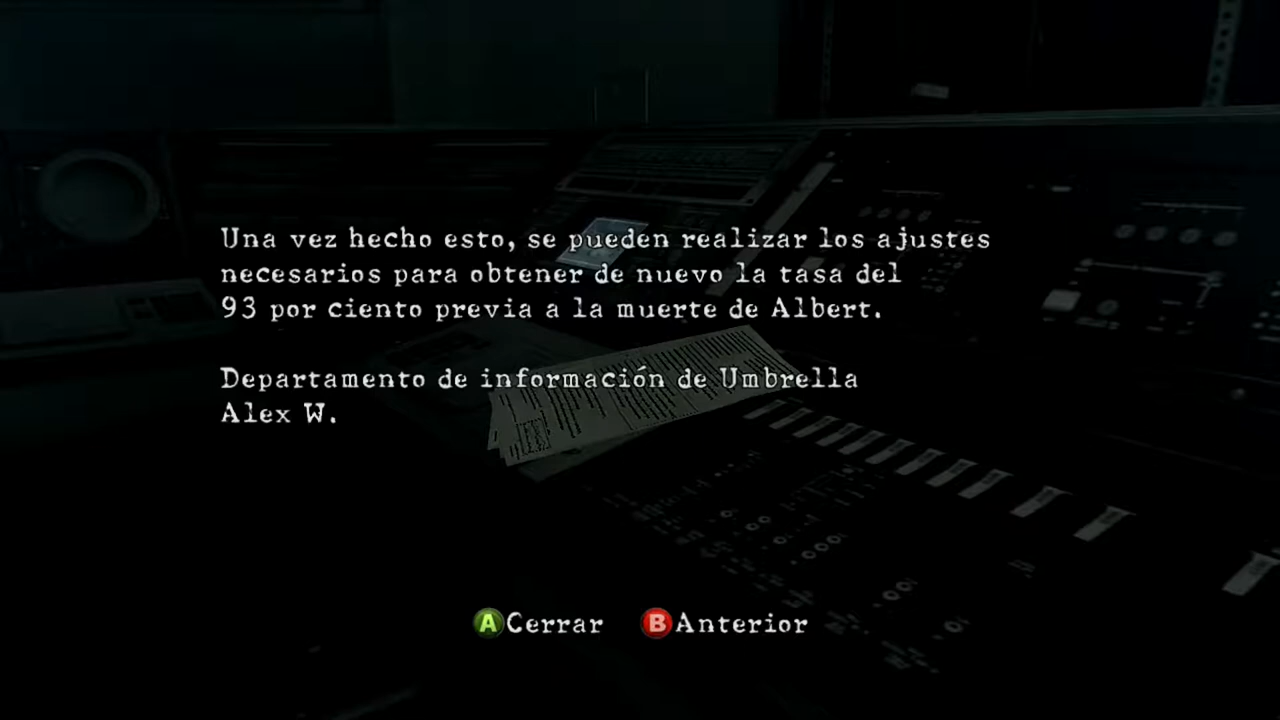 Una vez hecho esto, se pueden realizar los ajustes
necesarios para obtener de nuevo la tasa del
93 por ciento previa a la muerte de Albert.
Departamento de información de Umbrella
Alex W.
A Cerrar B Anterior